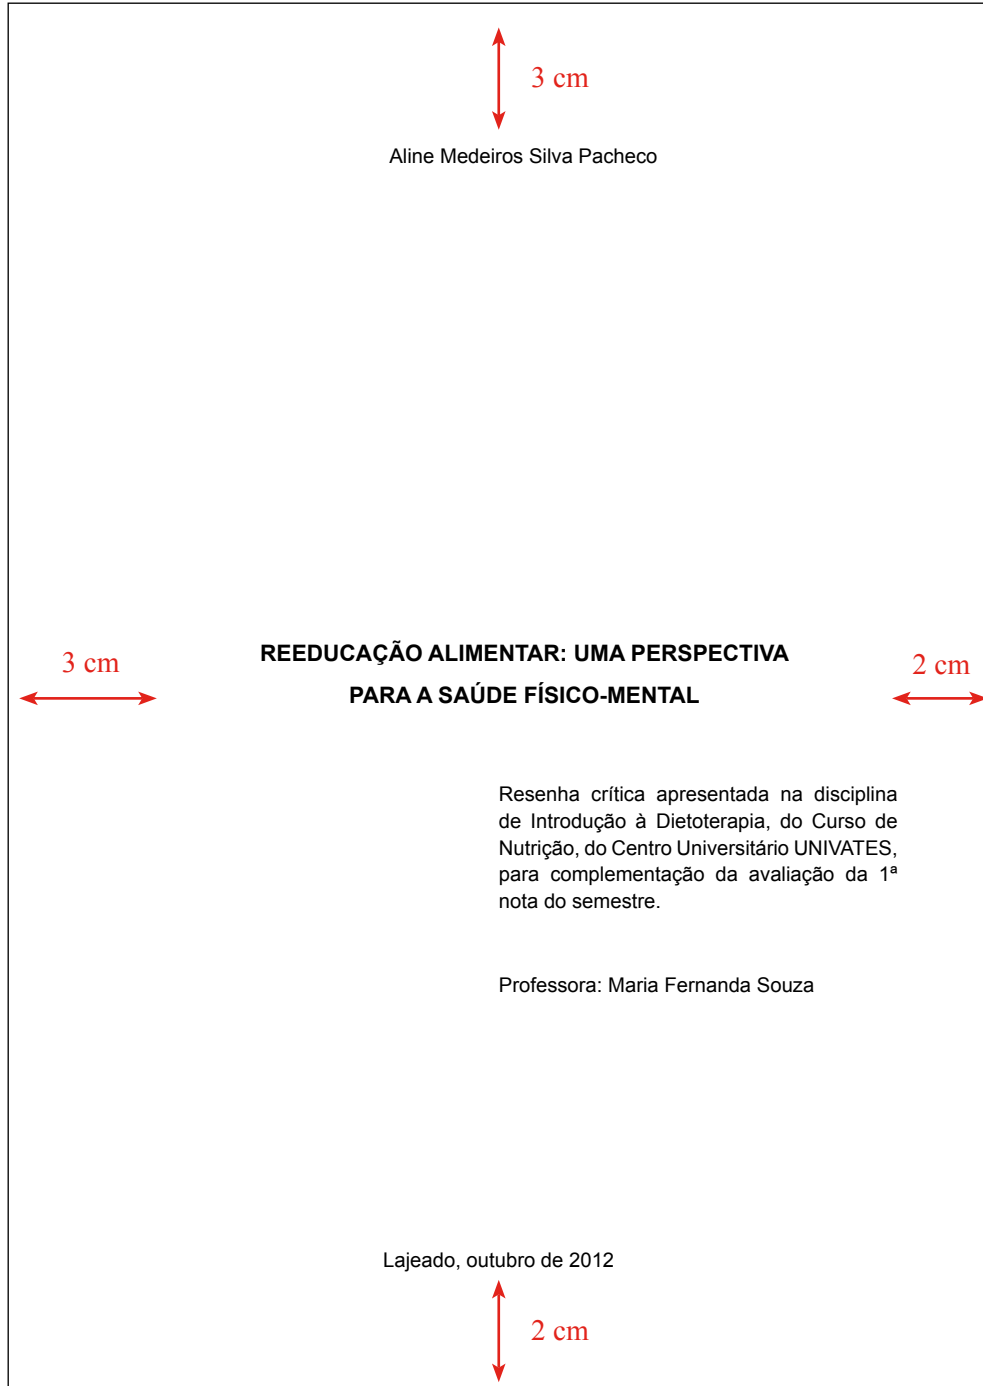 3 cm
Aline Medeiros Silva Pacheco
3 cm
REEDUCAÇÃO ALIMENTAR: UMA PERSPECTIVA
PARA A SAÚDE FÍSICO-MENTAL
2 cm
Resenha crítica apresentada na disciplina
de Introdução à Dietoterapia, do Curso de
Nutrição, do Centro Universitário UNIVATES,
para complementação da avaliação da 1ª
nota do semestre.
Professora: Maria Fernanda Souza
Lajeado, outubro de 2012
2 cm